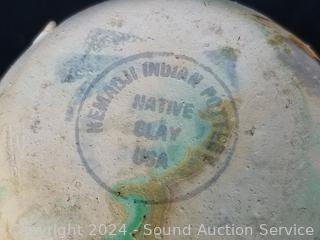 NEMADJI INDIAN POTTERY
NATIVE
CLAY
USA
Copyright 2024 - Sound Auction Service